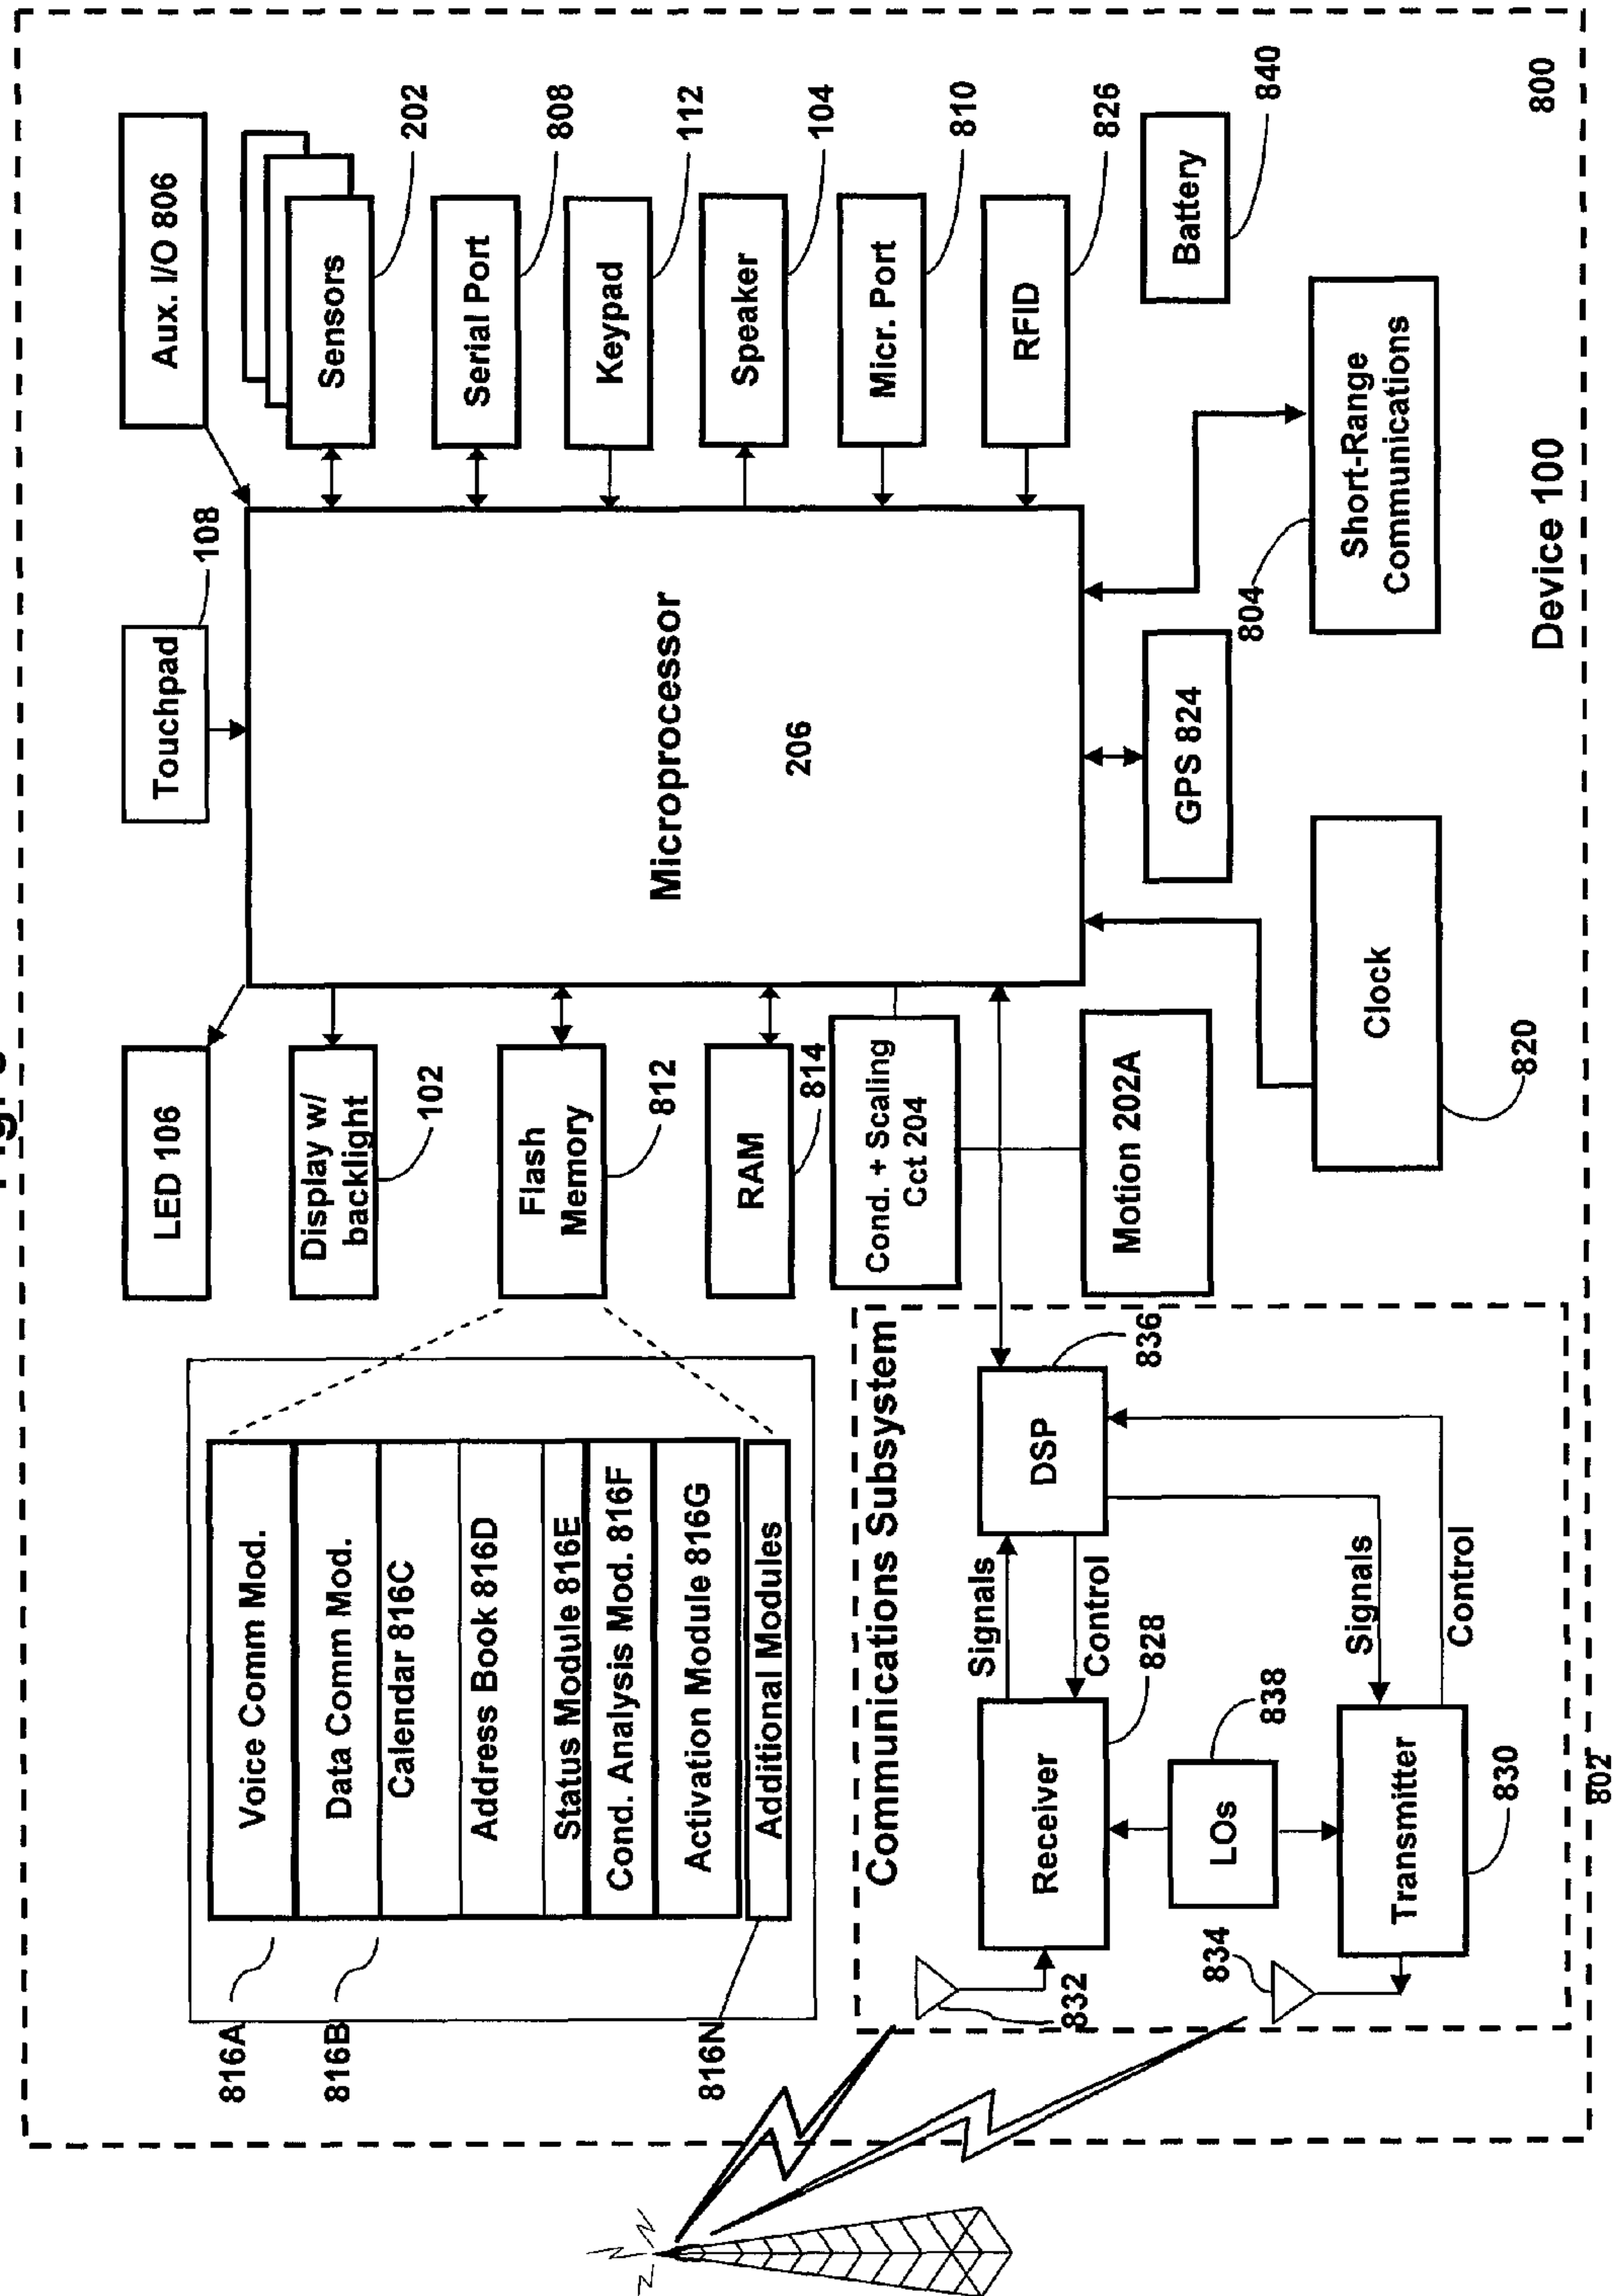 816A
816B
816N
Voice Comm Mod.
Data Comm Mod.
Calendar 816C
Address Book 816D
Status Module 816E
Cond. Analysis Mod. 816F
Activation Module 816G
Additional Modules
LED 106
Display w/
backlight
102
Flash
Memory
812
RAM
814
Cond. + Scaling
Cct 204
Motion 202A
Touchpad
108
Microprocessor
206
Aux. I/O 806
Sensors
202
Serial Port
808
Keypad
112
Speaker
104
Micr. Port
810
RFID
826
Battery
840
GPS 824
804
Short-Range
Communications
Clock
820
Communications Subsystem
832
Receiver
828
Signals
Control
DSP
836
LOs
838
834
Transmitter
830
Signals
Control
802
Device 100
800